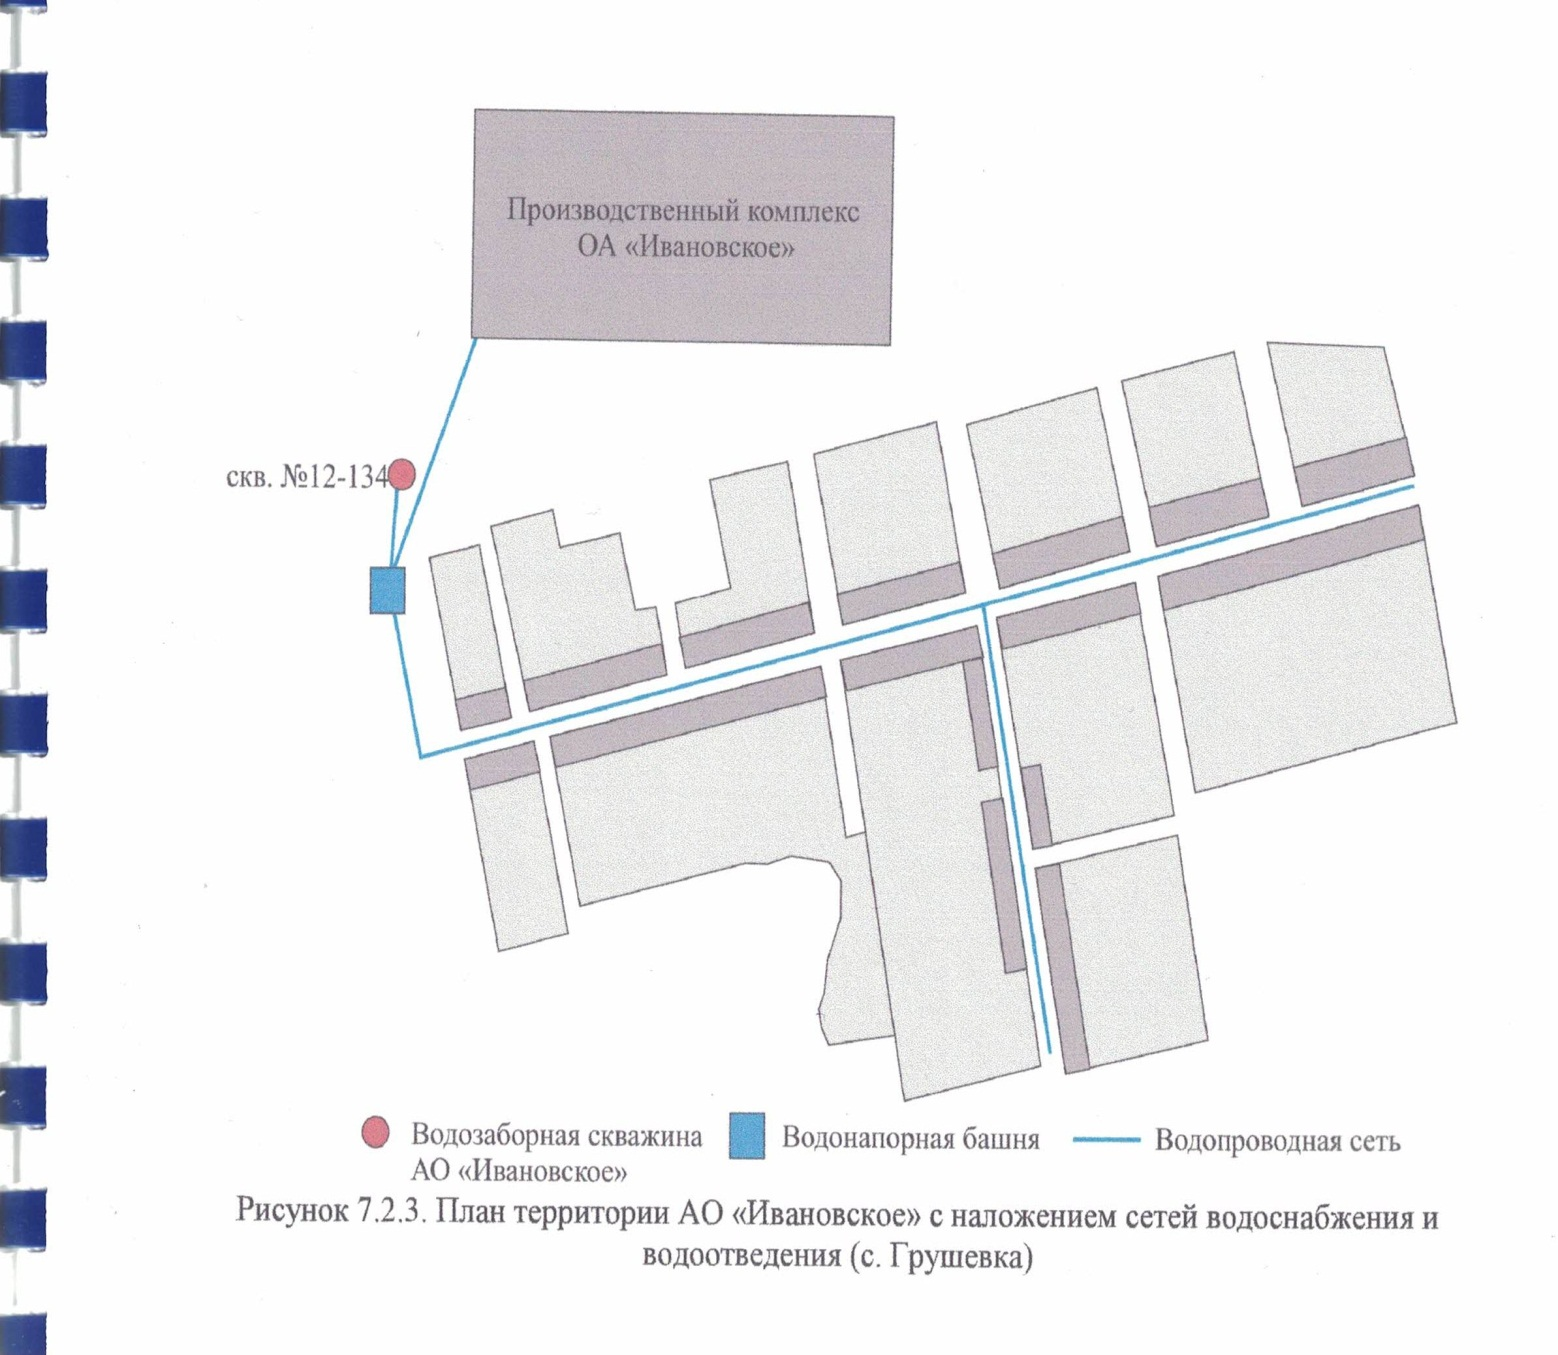 Производственный комплекс
ОА «Ивановское»
скв. №12-134
Водозаборная скважина
АО «Ивановское»
Водонапорная башня
Водопроводная сеть
Рисунок 7.2.3. План территории АО «Ивановское» с наложением сетей водоснабжения и
водоотведения (с. Грушевка)